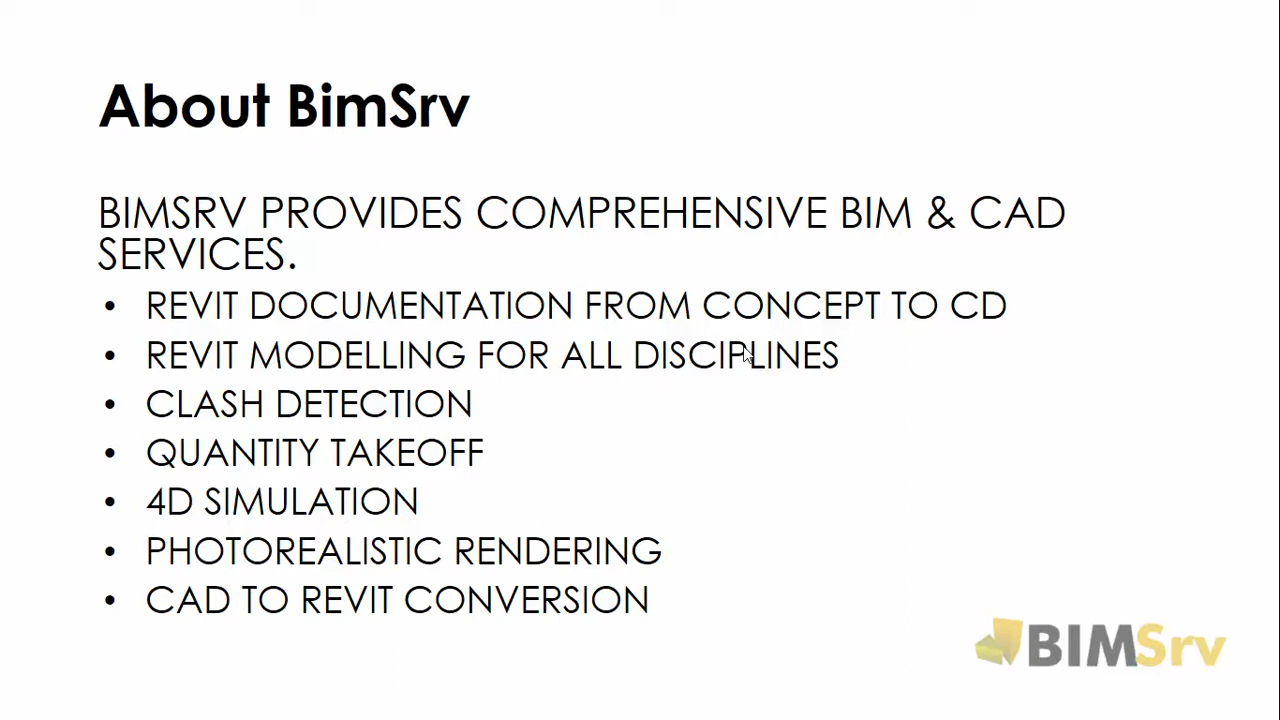 About BimSrv
BIMSRV PROVIDES COMPREHENSIVE BIM & CAD
SERVICES.
• REVIT DOCUMENTATION FROM CONCEPT TO CD
• REVIT MODELLING FOR ALL DISCIPLINES
• CLASH DETECTION
• QUANTITY TAKEOFF
• 4D SIMULATION
• PHOTOREALISTIC RENDERING
• CAD TO REVIT CONVERSION
BIMSrv